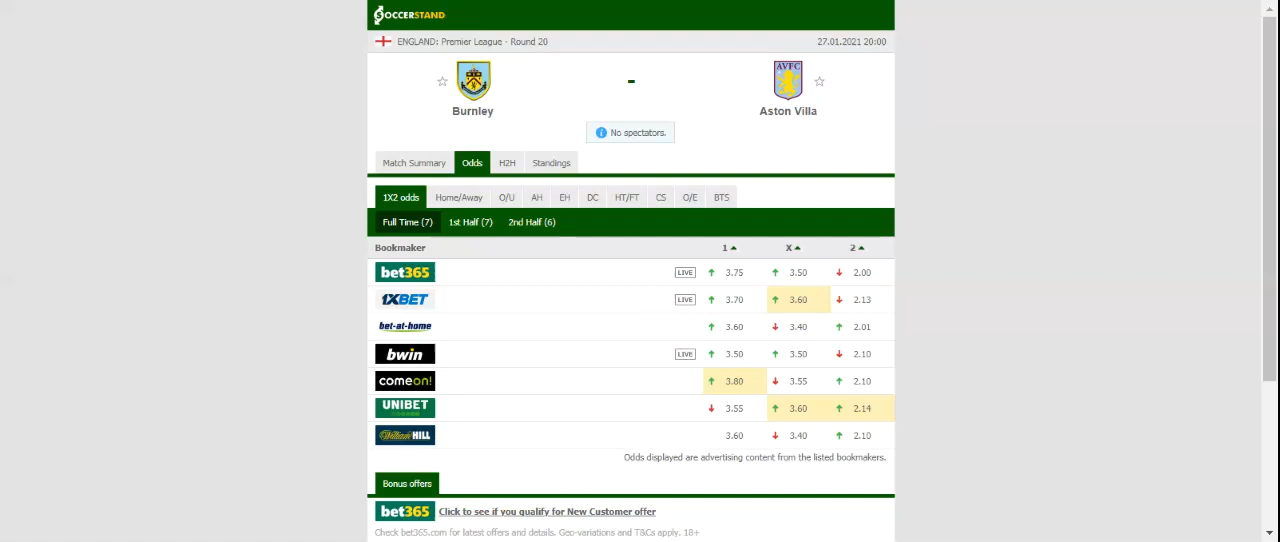 SOCCERSTAND
ENGLAND: Premier League - Round 20 27.01.2021 20:00
AVFC
-
Burnley Aston Villa
i No spectators.
Match Summary Odds H2H Standings
1X2 odds Home/Away O/U AH EH DC HT/FT CS O/E BTS
Full Time (7) 1st Half (7) 2nd Half (6)
Bookmaker 1 X 2
bet365 LIVE 3.75 3.50 2.00
1XBET LIVE 3.70 3.60 2.13
bet-at-home 3.60 3.40 2.01
bwin LIVE 3.50 3.50 2.10
comeon! 3.80 3.55 2.10
UNIBET 3.55 3.60 2.14
William HILL 3.60 3.40 2.10
Odds displayed are advertising content from the listed bookmakers.
Bonus offers
bet365 Click to see if you qualify for New Customer offer
Check bet365.com for latest offers and details. Geo-variations and T&Cs apply. 18+